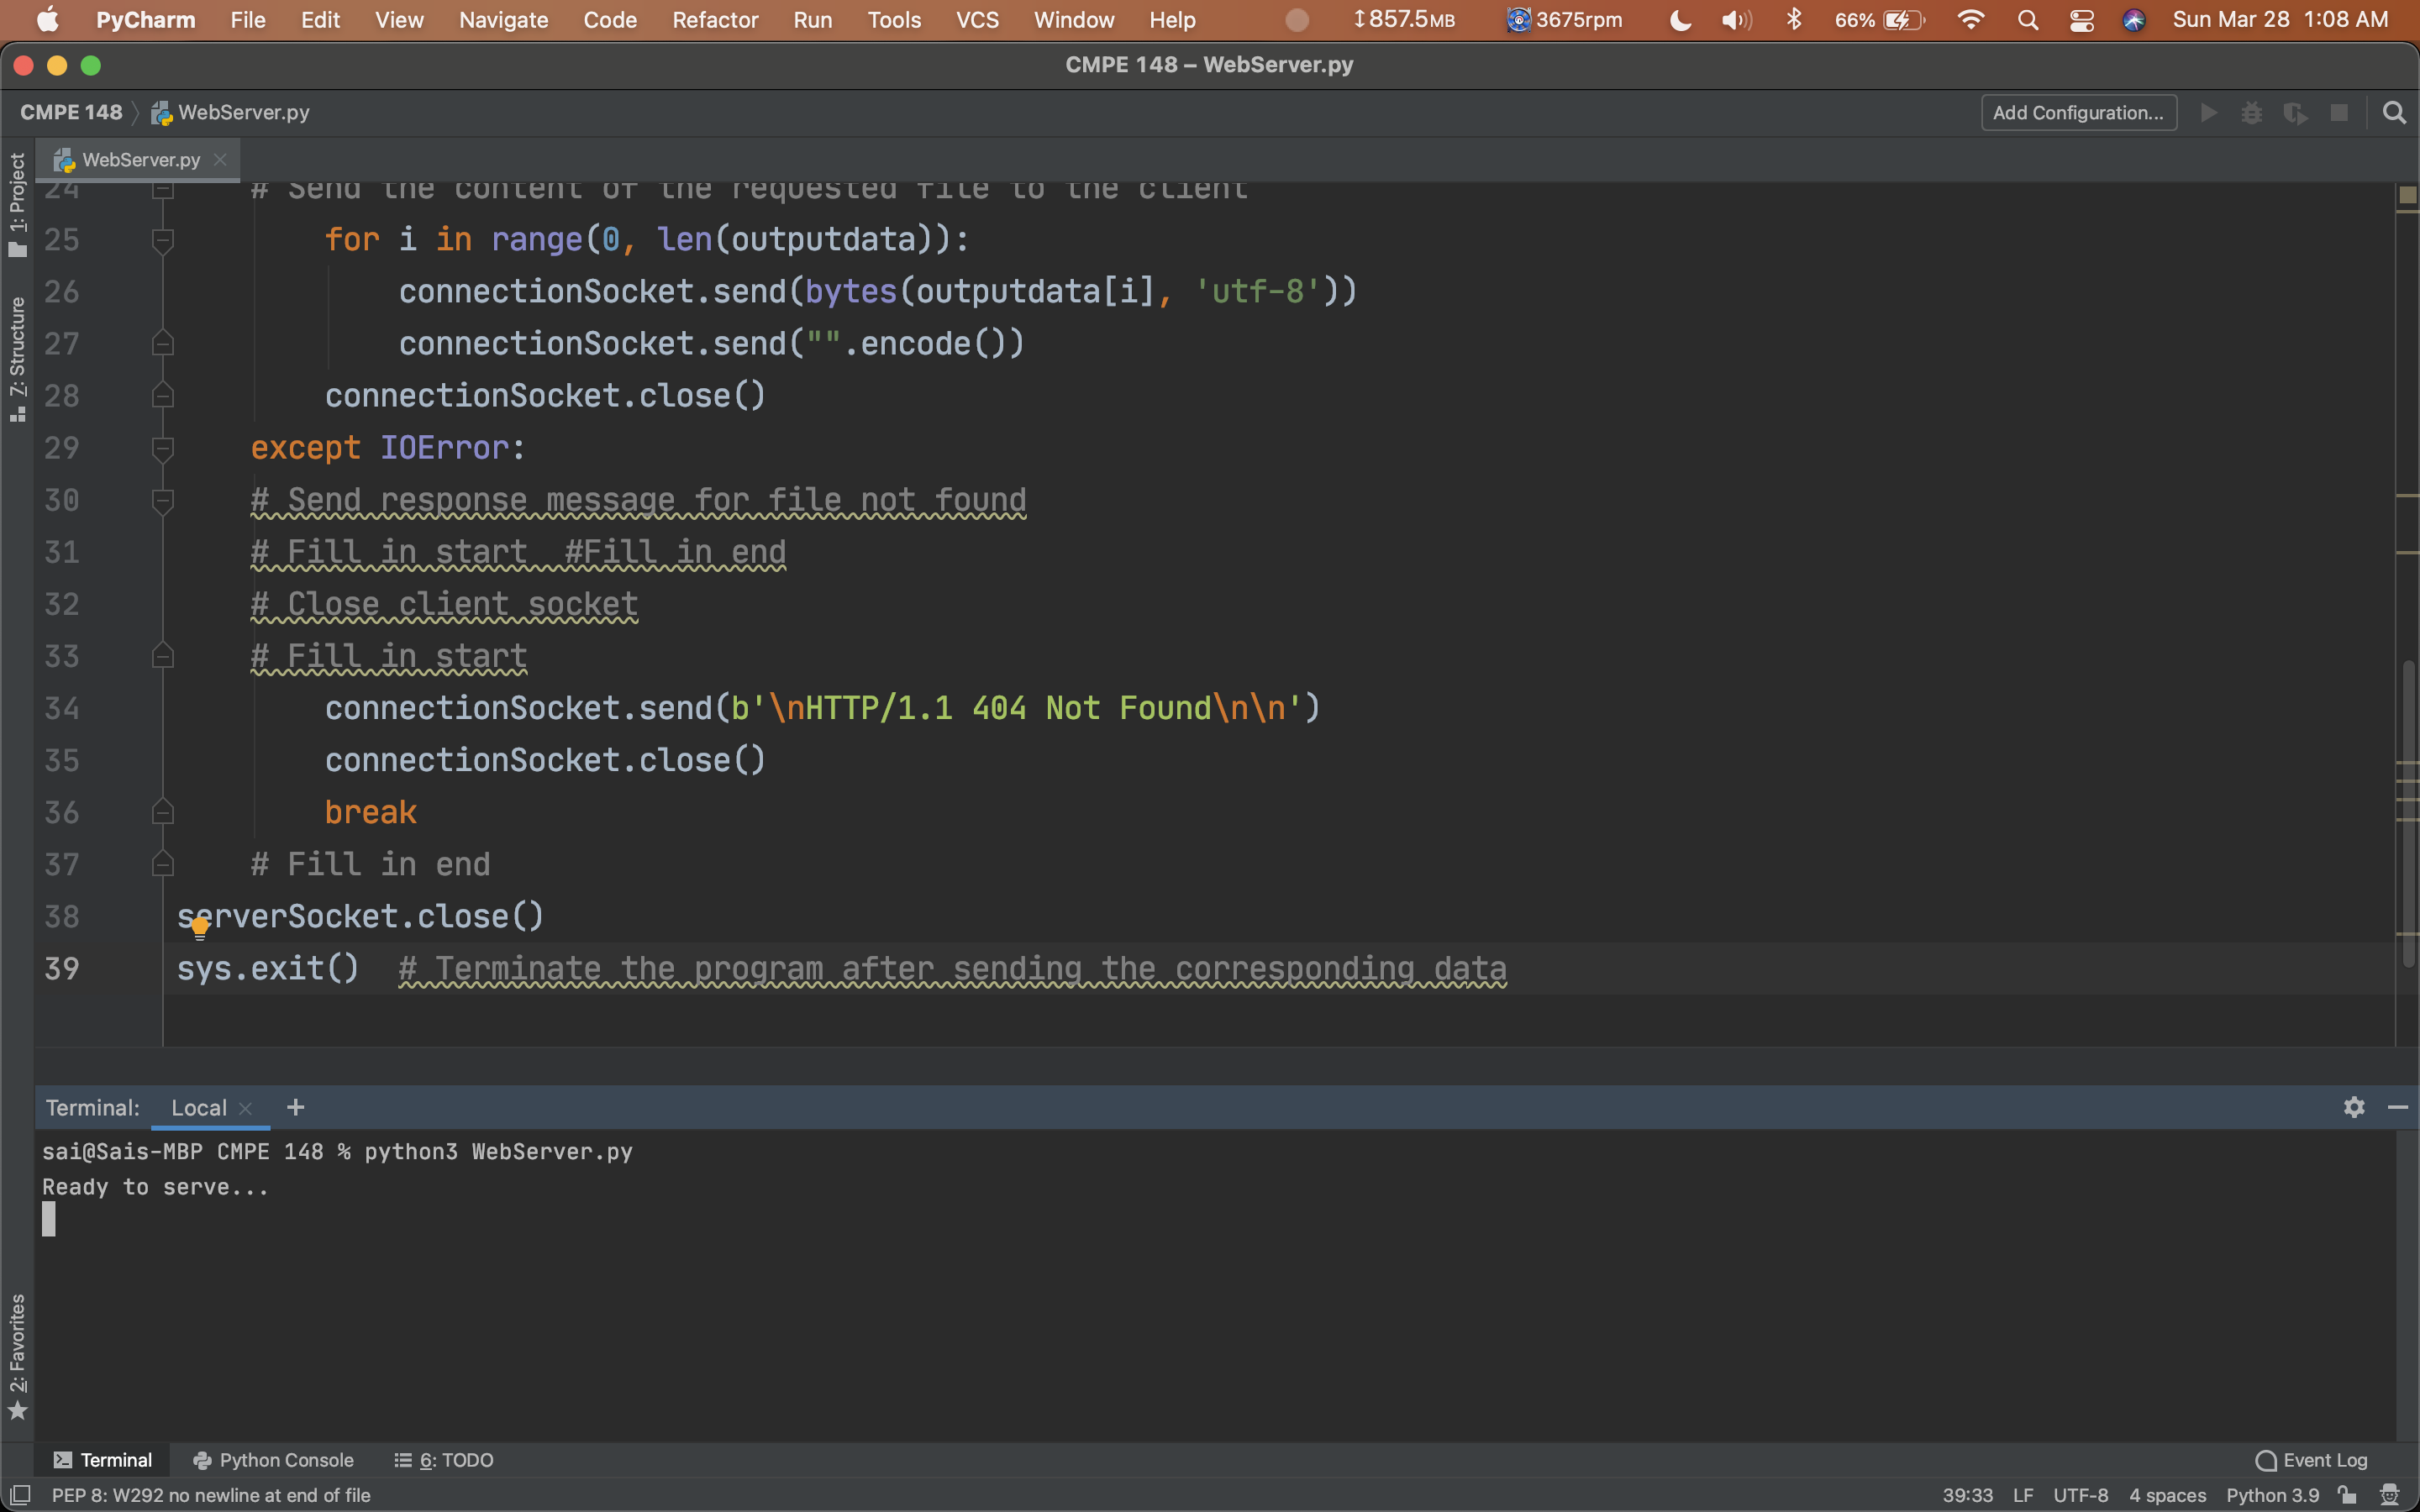 PyCharm File Edit View Navigate Code Refactor Run Tools VCS Window Help ↕857.5MB 3675rpm 66% Sun Mar 28 1:08 AM
CMPE 148 – WebServer.py
CMPE 148 WebServer.py Add Configuration...
WebServer.py
1: Project
7: Structure
2: Favorites
24 # Send the content of the requested file to the client
25 for i in range(0, len(outputdata)):
26 connectionSocket.send(bytes(outputdata[i], 'utf-8'))
27 connectionSocket.send("".encode())
28 connectionSocket.close()
29 except IOError:
30 # Send response message for file not found
31 # Fill in start  #Fill in end
32 # Close client socket
33 # Fill in start
34 connectionSocket.send(b'\nHTTP/1.1 404 Not Found\n\n')
35 connectionSocket.close()
36 break
37 # Fill in end
38 serverSocket.close()
39 sys.exit()  # Terminate the program after sending the corresponding data
Terminal: Local
sai@Sais-MBP CMPE 148 % python3 WebServer.py
Ready to serve...
Terminal Python Console 6: TODO Event Log
PEP 8: W292 no newline at end of file 39:33 LF UTF-8 4 spaces Python 3.9